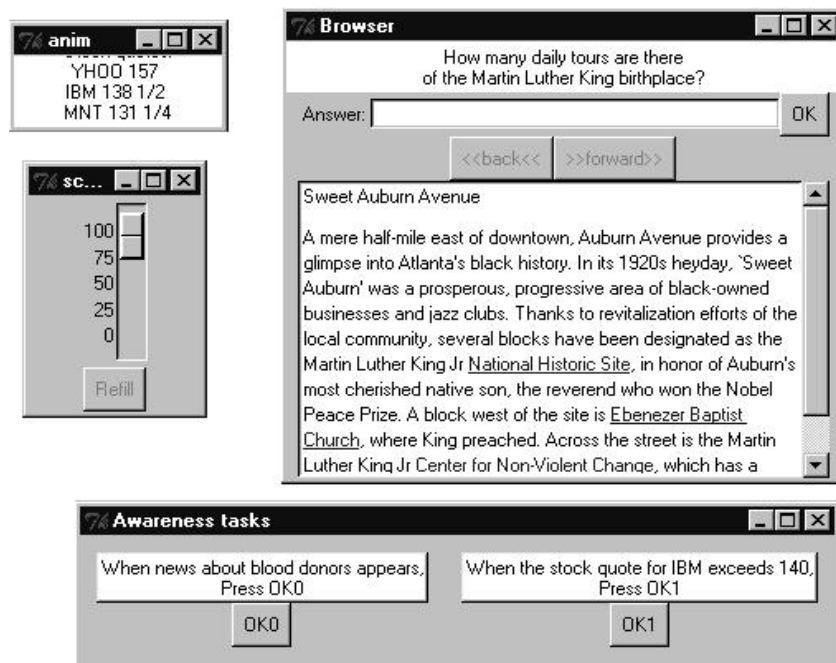 anim
YHOO 157
IBM 138 1/2
MNT 131 1/4
sc...
100
75
50
25
0
Refill
Browser
How many daily tours are there
of the Martin Luther King birthplace?
Answer:
OK
<<back<<
>>forward>>
Sweet Auburn Avenue
A mere half-mile east of downtown, Auburn Avenue provides a
glimpse into Atlanta's black history. In its 1920s heyday, `Sweet
Auburn' was a prosperous, progressive area of black-owned
businesses and jazz clubs. Thanks to revitalization efforts of the
local community, several blocks have been designated as the
Martin Luther King Jr National Historic Site, in honor of Auburn's
most cherished native son, the reverend who won the Nobel
Peace Prize. A block west of the site is Ebenezer Baptist
Church, where King preached. Across the street is the Martin
Luther King Jr Center for Non-Violent Change, which has a
Awareness tasks
When news about blood donors appears,
Press OK0
OK0
When the stock quote for IBM exceeds 140,
Press OK1
OK1